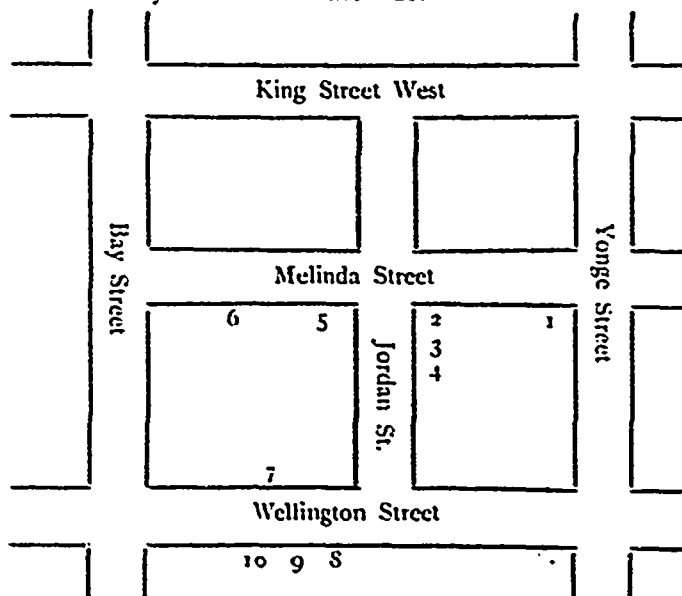 King Street West
Bay Street
Yonge Street
Melinda Street
6 5 2 1
3
4
Jordan St.
7
Wellington Street
10 9 8